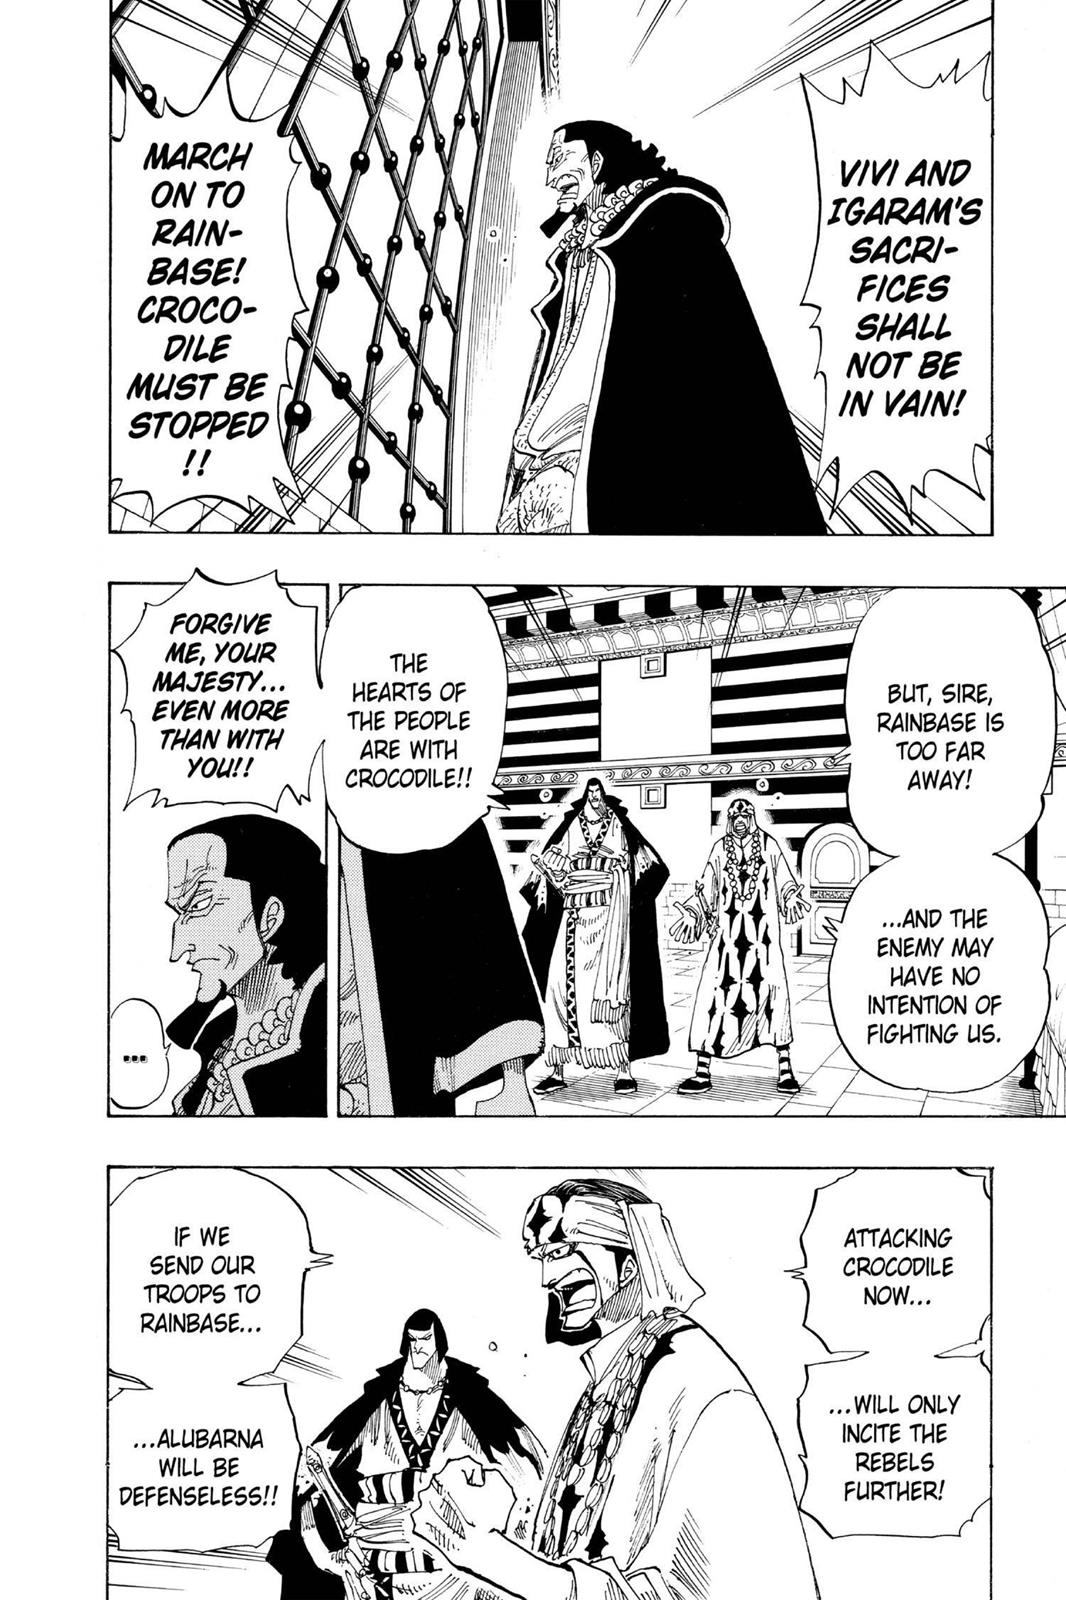 VIVI AND
IGARAM'S
SACRI-
FICES
SHALL
NOT BE
IN VAIN!
MARCH
ON TO
RAIN-
BASE!
CROCO-
DILE
MUST BE
STOPPED
!!
BUT, SIRE,
RAINBASE IS
TOO FAR
AWAY!
...AND THE
ENEMY MAY
HAVE NO
INTENTION OF
FIGHTING US.
THE
HEARTS OF
THE PEOPLE
ARE WITH
CROCODILE!!
FORGIVE
ME, YOUR
MAJESTY...
EVEN MORE
THAN WITH
YOU!!
...
ATTACKING
CROCODILE
NOW...
...WILL ONLY
INCITE THE
REBELS
FURTHER!
IF WE
SEND OUR
TROOPS TO
RAINBASE...
...ALUBARNA
WILL BE
DEFENSELESS!!